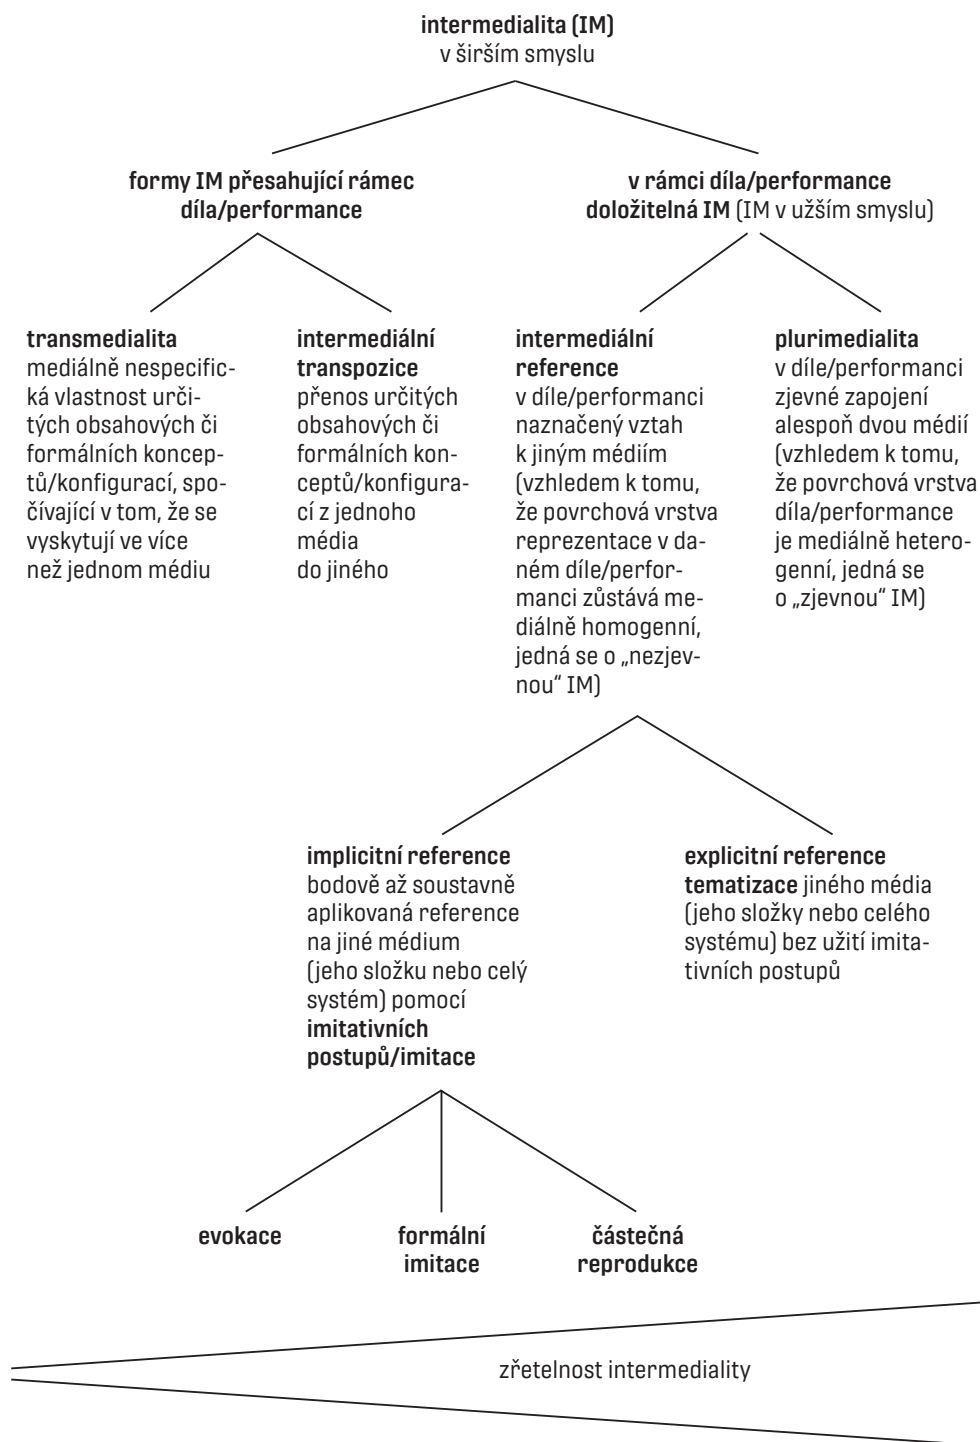 intermedialita (IM)
v širším smyslu
formy IM přesahující rámec
díla/performance
v rámci díla/performance
doložitelná IM (IM v užším smyslu)
transmedialita
mediálně nespecific-
ká vlastnost urči-
tých obsahových či
formálních koncep-
tů/konfigurací, spo-
čívající v tom, že se
vyskytují ve více
než jednom médiu
intermediální
transpozice
přenos určitých
obsahových či
formálních kon-
ceptů/konfigura-
cí z jednoho
média
do jiného
intermediální
reference
v díle/performanci
naznačený vztah
k jiným médiím
(vzhledem k tomu,
že povrchová vrstva
reprezentace v da-
ném díle/perfor-
manci zůstává me-
diálně homogenní,
jedná se o „nezjev-
nou“ IM)
plurimedialita
v díle/performanci
zjevné zapojení
alespoň dvou médií
(vzhledem k tomu,
že povrchová vrstva
díla/performance
je mediálně hetero-
genní, jedná se
o „zjevnou“ IM)
implicitní reference
bodově až soustavně
aplikovaná reference
na jiné médium
(jeho složku nebo celý
systém) pomocí
imitativních
postupů/imitace
explicitní reference
tematizace jiného média
(jeho složky nebo celého
systému) bez užití imita-
tivních postupů
evokace
formální
imitace
částečná
reprodukce
zřetelnost intermediality